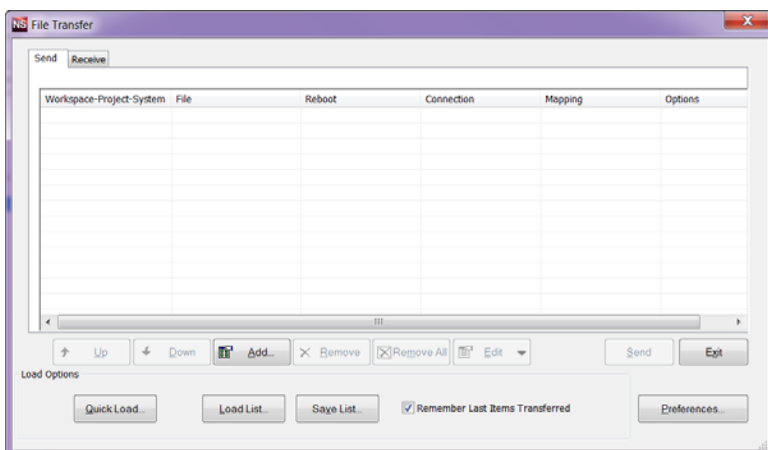 NS File Transfer
Send Receive
Workspace-Project-System File Reboot Connection Mapping Options
Up Down Add... Remove Remove All Edit Send Exit
Load Options
Quick Load... Load List... Save List... Remember Last Items Transferred Preferences...